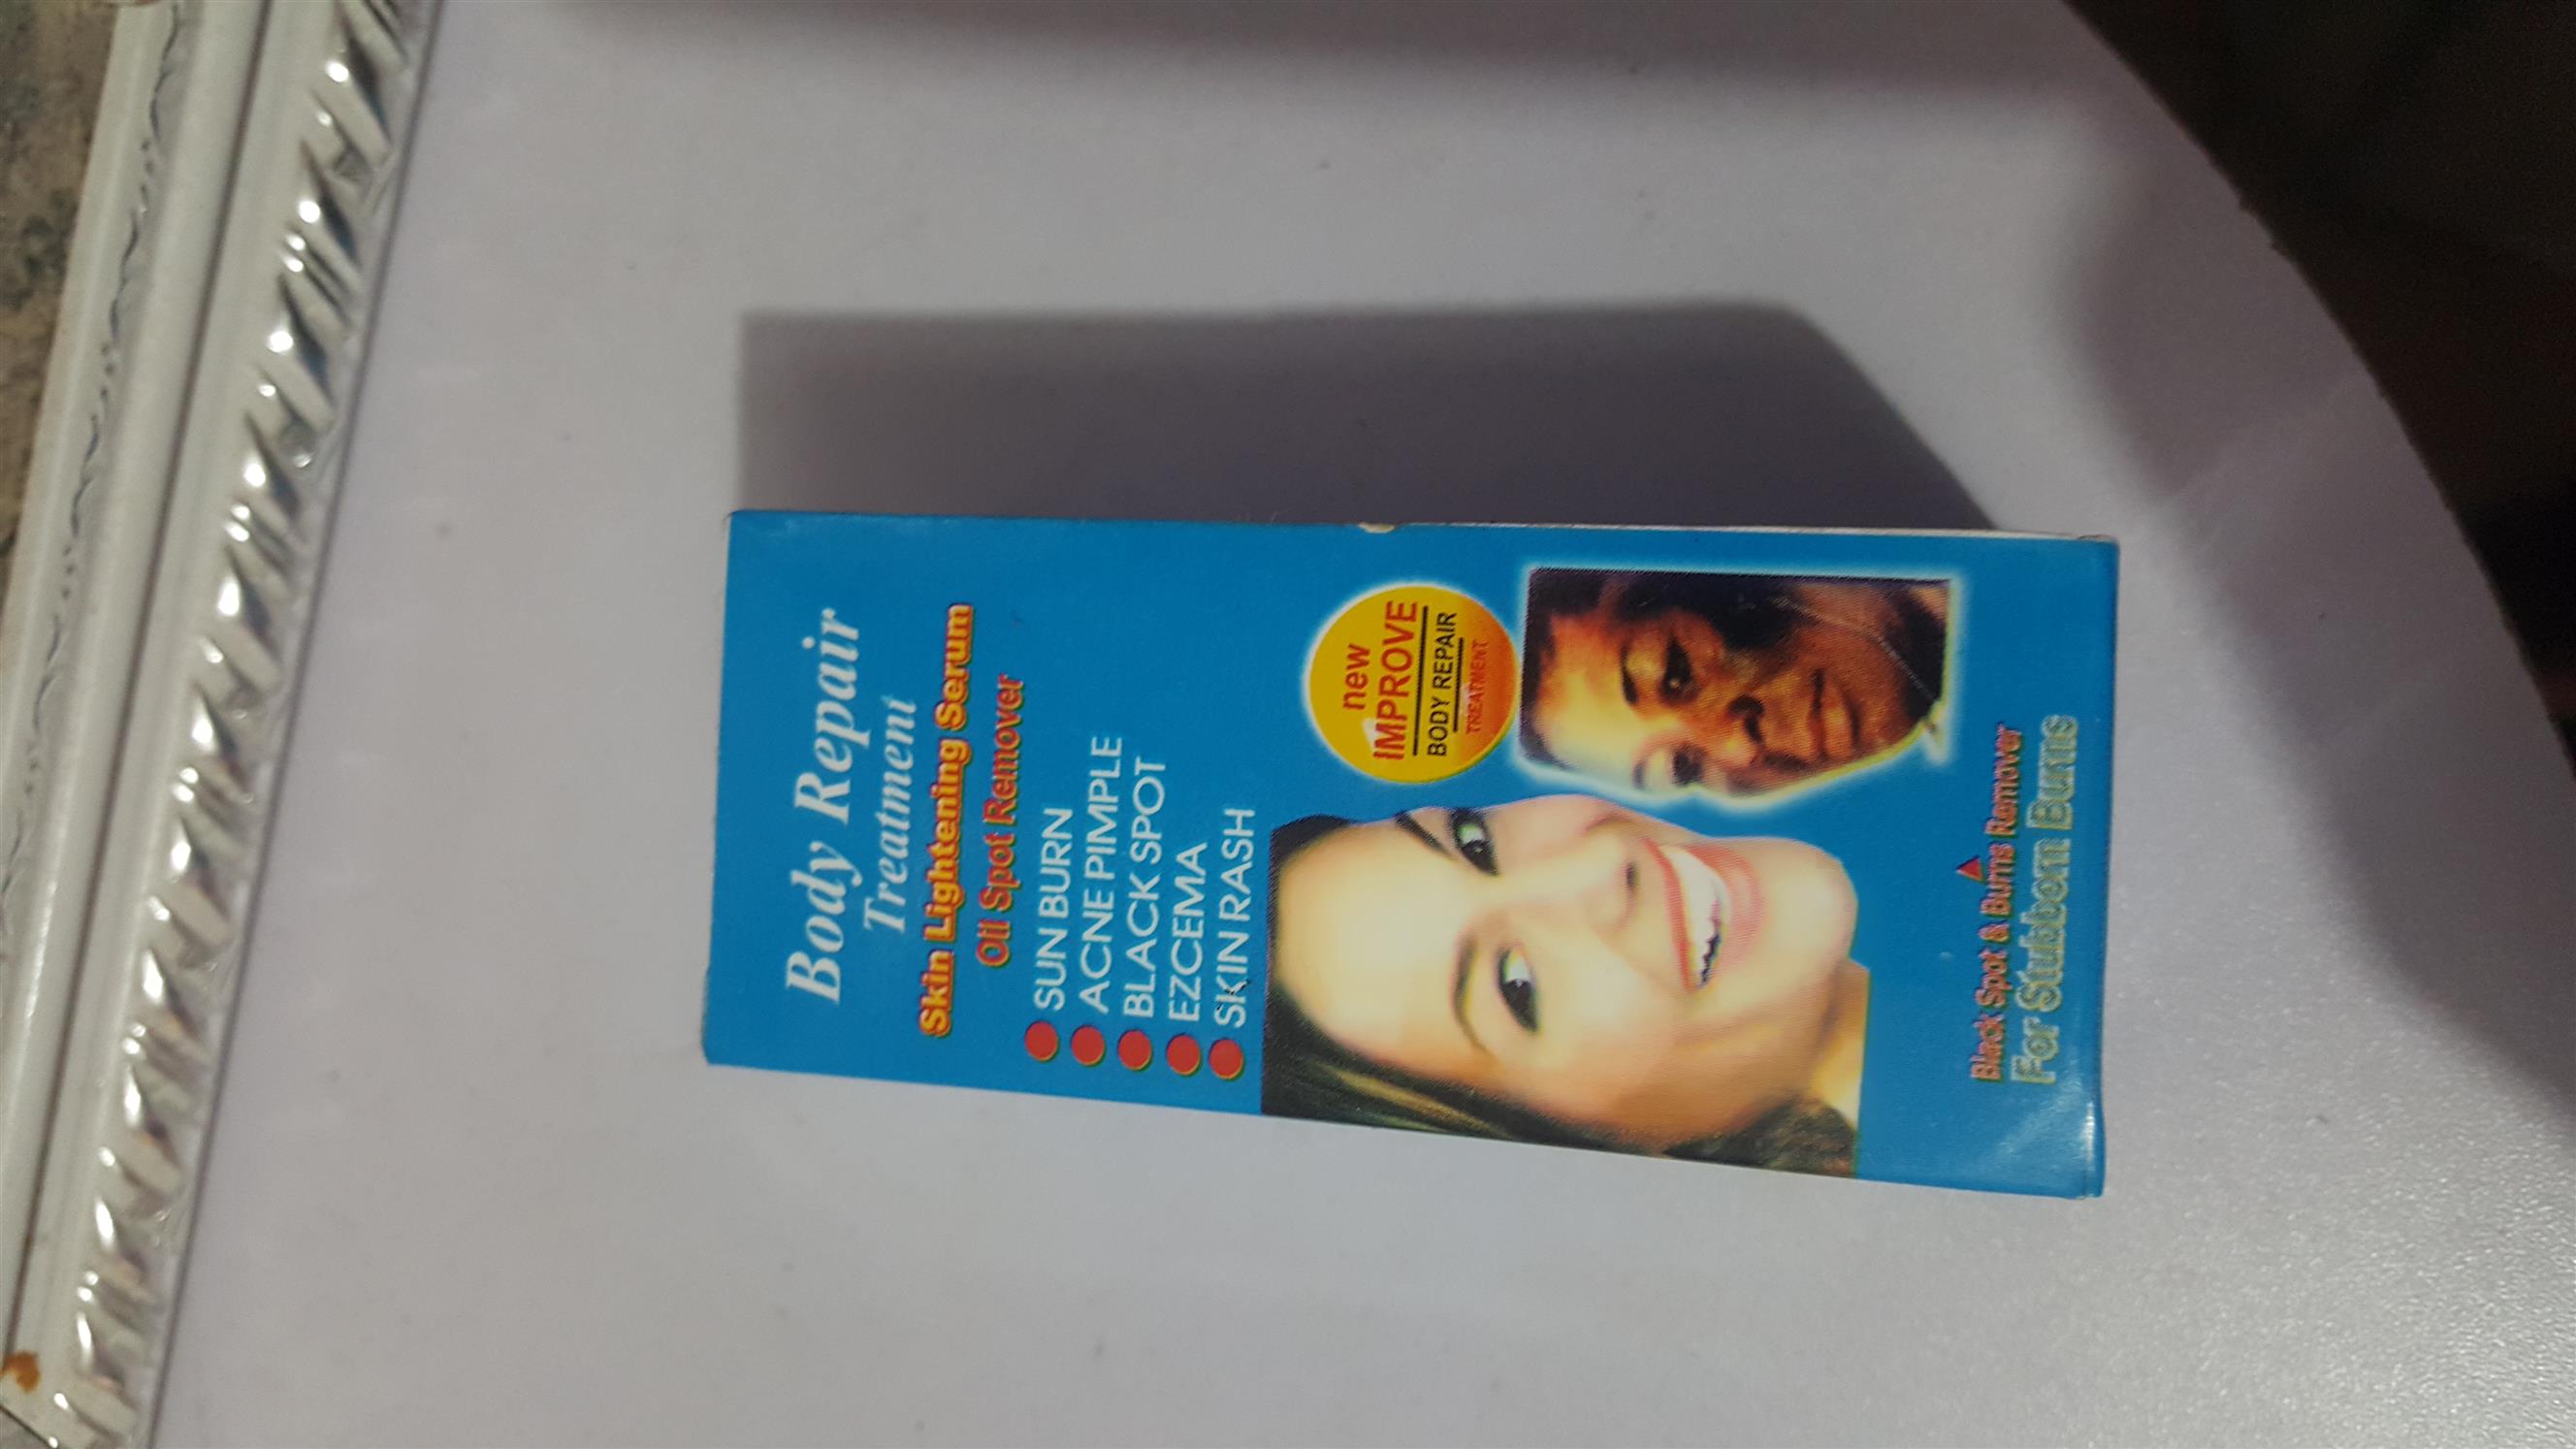 Body Repair
Treatment
Skin Lightening Serum
Oil Spot Remover
SUN BURN
ACNE PIMPLE
BLACK SPOT
EZCEMA
SKIN RASH
new
IMPROVE
BODY REPAIR
TREATMENT
Black Spot & Burns Remover
For Stubborn Burns